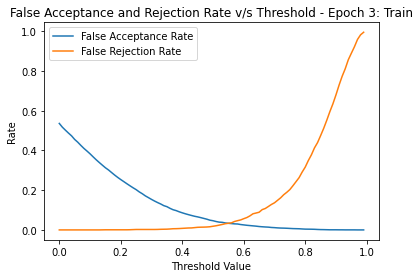 False Acceptance and Rejection Rate v/s Threshold - Epoch 3: Train
False Acceptance Rate
False Rejection Rate
1.0
0.8
0.6
0.4
0.2
0.0
Rate
0.0 0.2 0.4 0.6 0.8 1.0
Threshold Value